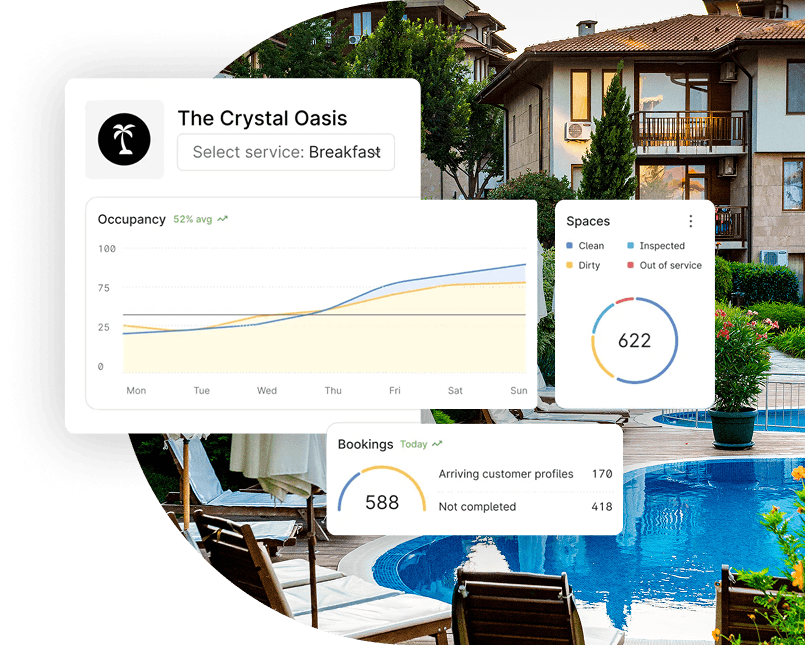 The Crystal Oasis
Select service: Breakfast
Occupancy 52% avg
100
75
25
0
Mon Tue Wed Thu Fri Sat Sun
Spaces
Clean Inspected
Dirty Out of service
622
Bookings Today
588
Arriving customer profiles 170
Not completed 418